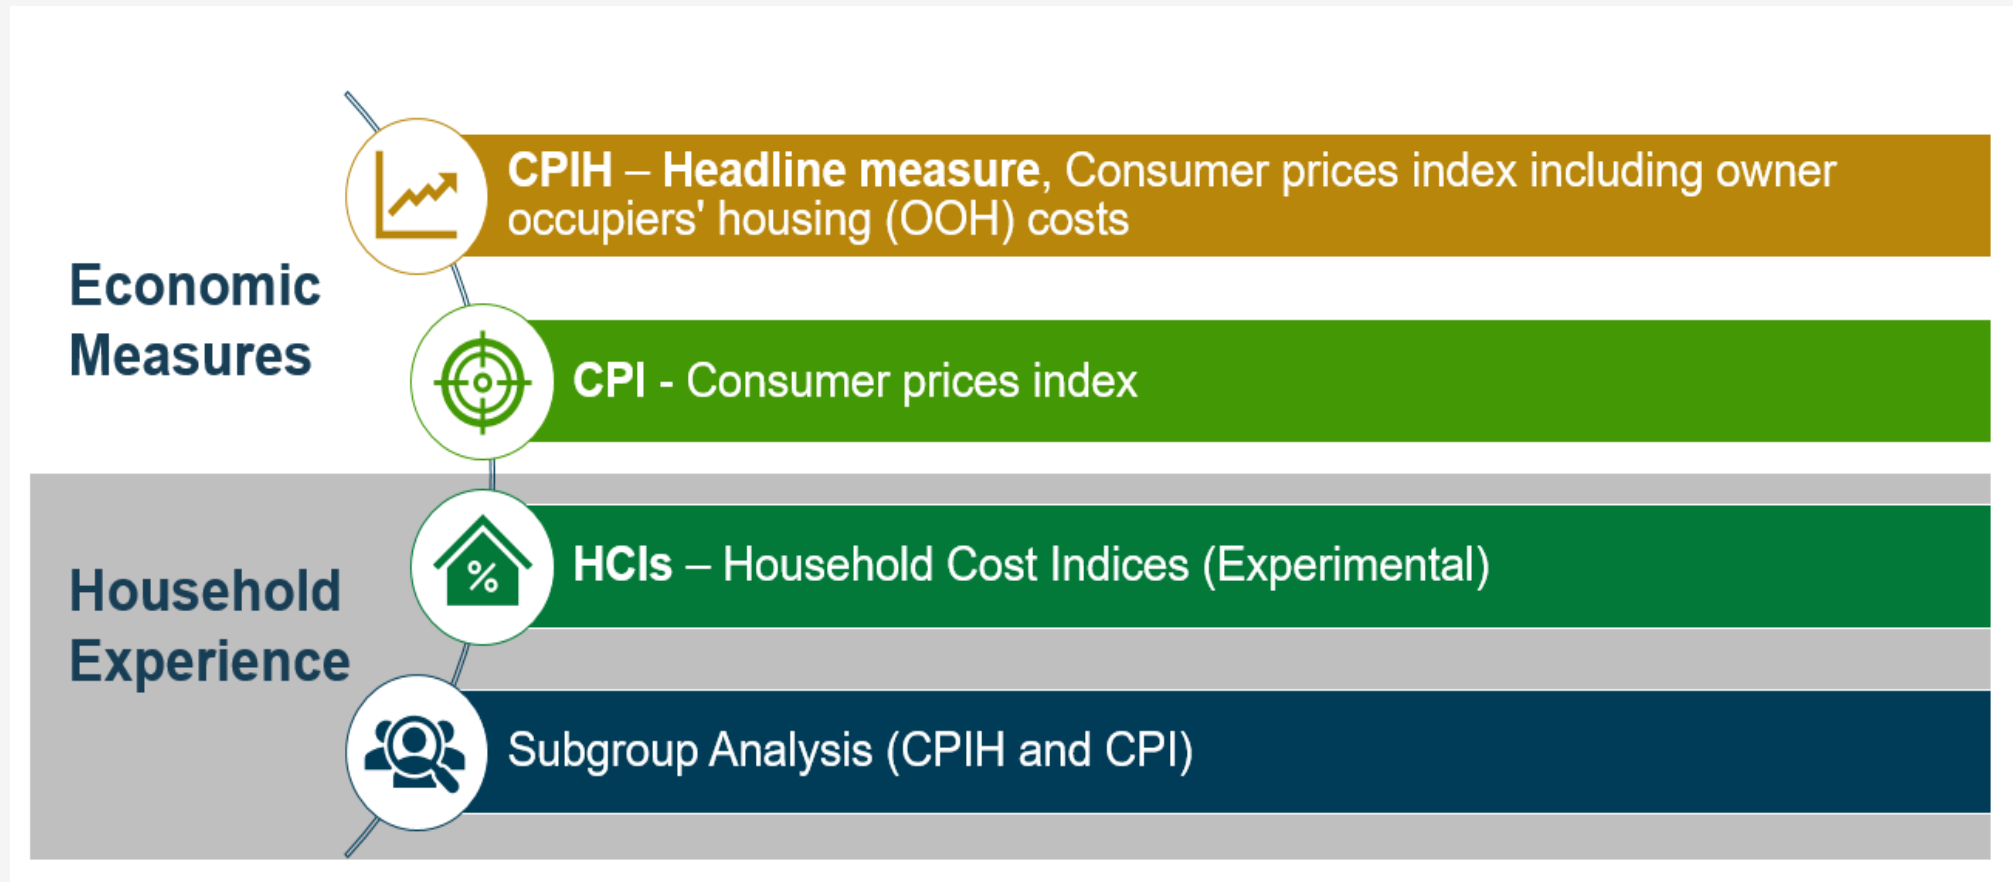 CPIH – Headline measure, Consumer prices index including owner
occupiers' housing (OOH) costs
Economic
Measures
CPI - Consumer prices index
HCIs – Household Cost Indices (Experimental)
%
Household
Experience
Subgroup Analysis (CPIH and CPI)